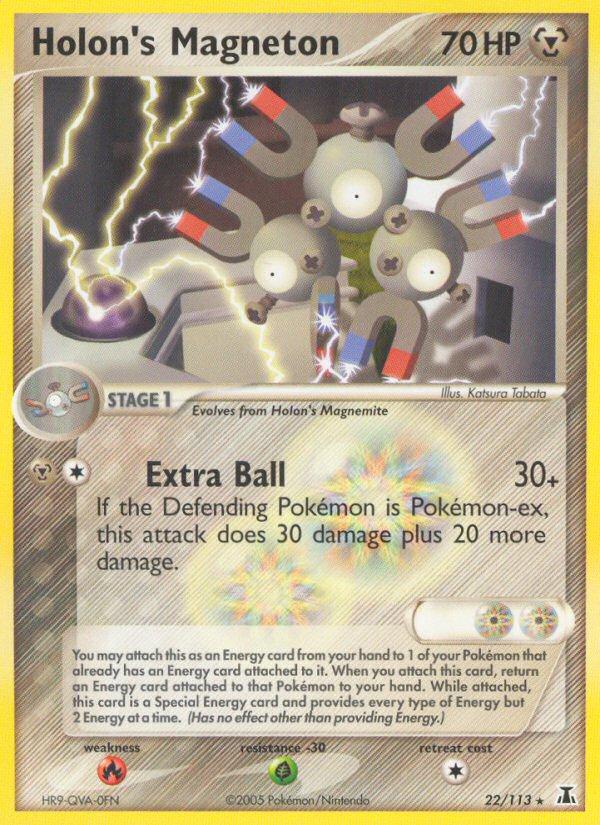 Holon's Magneton 70 HP
Illus. Katsura Tabata
STAGE 1
Evolves from Holon's Magnemite
Extra Ball 30+
If the Defending Pokémon is Pokémon-ex,
this attack does 30 damage plus 20 more
damage.
You may attach this as an Energy card from your hand to 1 of your Pokémon that
already has an Energy card attached to it. When you attach this card, return
an Energy card attached to that Pokémon to your hand. While attached,
this card is a Special Energy card and provides every type of Energy but
2 Energy at a time. (Has no effect other than providing Energy.)
weakness resistance -30 retreat cost
HR9-QVA-0FN ©2005 Pokémon/Nintendo 22/113 ★